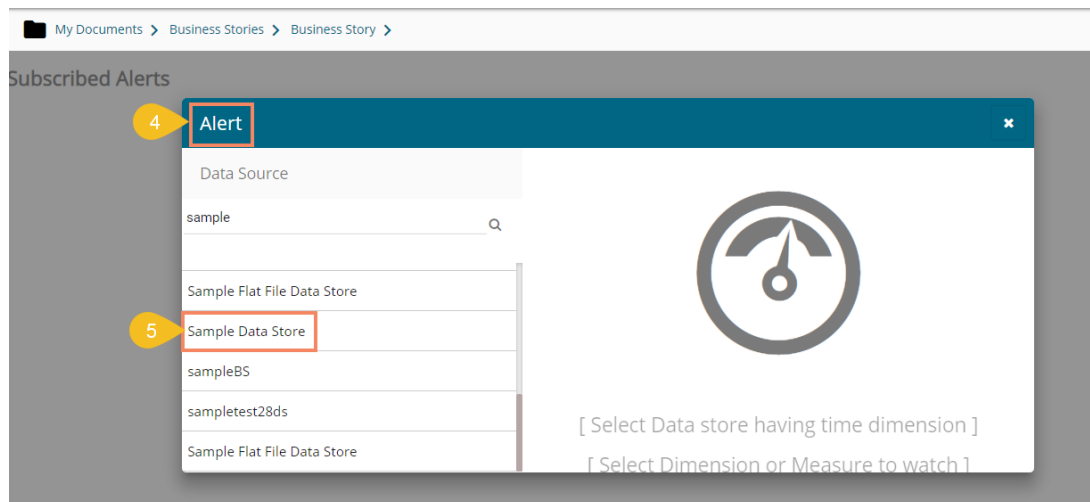 My Documents Business Stories Business Story
Subscribed Alerts
4
Alert
Data Source
sample
Sample Flat File Data Store
5
Sample Data Store
sampleBS
sampletest28ds
Sample Flat File Data Store
[ Select Data store having time dimension ]
[ Select Dimension or Measure to watch ]